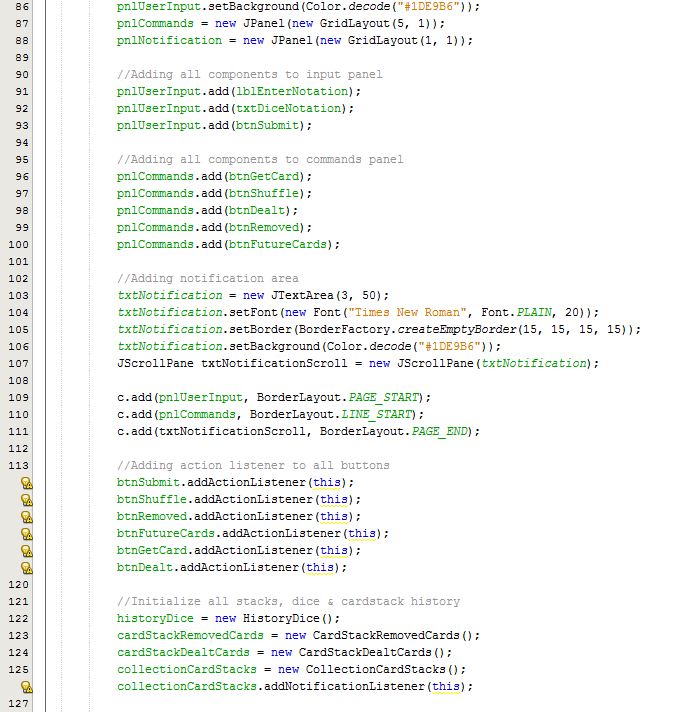 86 pnlUserInput.setBackground(Color.decode("#1DE9B6"));
87 pnlCommands = new JPanel(new GridLayout(5, 1));
88 pnlNotification = new JPanel(new GridLayout(1, 1));
89
90 //Adding all components to input panel
91 pnlUserInput.add(lblEnterNotation);
92 pnlUserInput.add(txtDiceNotation);
93 pnlUserInput.add(btnSubmit);
94
95 //Adding all components to commands panel
96 pnlCommands.add(btnGetCard);
97 pnlCommands.add(btnShuffle);
98 pnlCommands.add(btnDealt);
99 pnlCommands.add(btnRemoved);
100 pnlCommands.add(btnFutureCards);
101
102 //Adding notification area
103 txtNotification = new JTextArea(3, 50);
104 txtNotification.setFont(new Font("Times New Roman", Font.PLAIN, 20));
105 txtNotification.setBorder(BorderFactory.createEmptyBorder(15, 15, 15, 15));
106 txtNotification.setBackground(Color.decode("#1DE9B6"));
107 JScrollPane txtNotificationScroll = new JScrollPane(txtNotification);
108
109 c.add(pnlUserInput, BorderLayout.PAGE_START);
110 c.add(pnlCommands, BorderLayout.LINE_START);
111 c.add(txtNotificationScroll, BorderLayout.PAGE_END);
112
113 //Adding action listener to all buttons
btnSubmit.addActionListener(this);
btnShuffle.addActionListener(this);
btnRemoved.addActionListener(this);
btnFutureCards.addActionListener(this);
btnGetCard.addActionListener(this);
btnDealt.addActionListener(this);
120
121 //Initialize all stacks, dice & cardstack history
122 historyDice = new HistoryDice();
123 cardStackRemovedCards = new CardStackRemovedCards();
124 cardStackDealtCards = new CardStackDealtCards();
125 collectionCardStacks = new CollectionCardStacks();
collectionCardStacks.addNotificationListener(this);
127